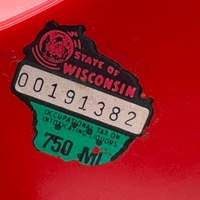 STATE OF
WISCONSIN
00191382
OCCUPATIONAL TAX ON
INTOXICATING LIQUORS
750 ML